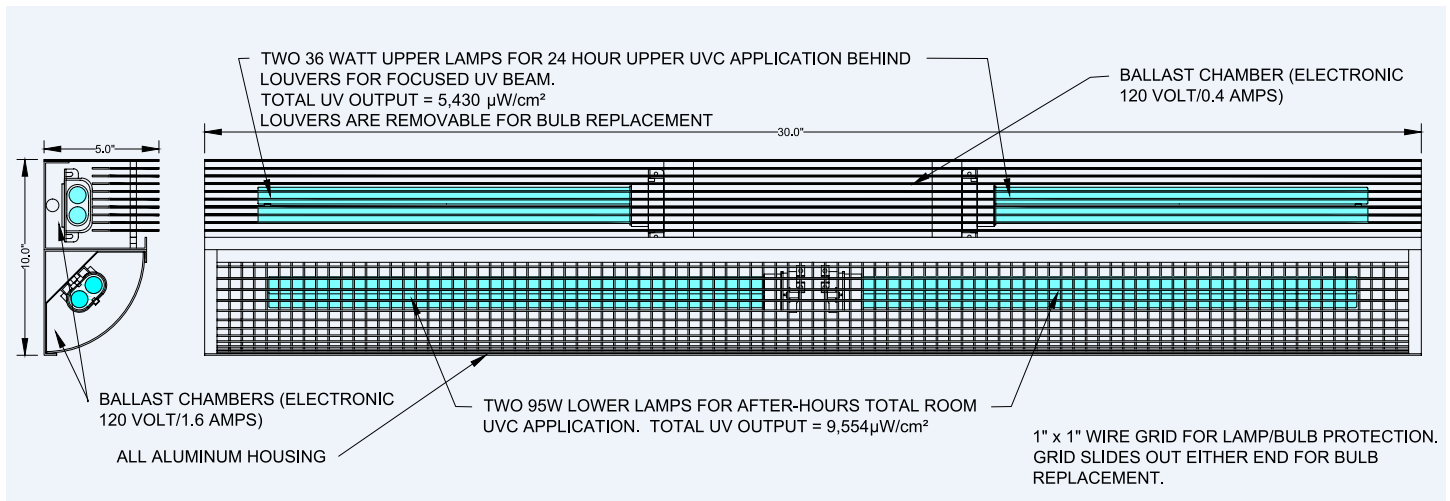 TWO 36 WATT UPPER LAMPS FOR 24 HOUR UPPER UVC APPLICATION BEHIND
LOUVERS FOR FOCUSED UV BEAM.
TOTAL UV OUTPUT = 5,430 µW/cm²
LOUVERS ARE REMOVABLE FOR BULB REPLACEMENT
BALLAST CHAMBER (ELECTRONIC
120 VOLT/0.4 AMPS)
30.0"
5.0"
10.0"
BALLAST CHAMBERS (ELECTRONIC
120 VOLT/1.6 AMPS)
ALL ALUMINUM HOUSING
TWO 95W LOWER LAMPS FOR AFTER-HOURS TOTAL ROOM
UVC APPLICATION. TOTAL UV OUTPUT = 9,554µW/cm²
1" x 1" WIRE GRID FOR LAMP/BULB PROTECTION.
GRID SLIDES OUT EITHER END FOR BULB
REPLACEMENT.